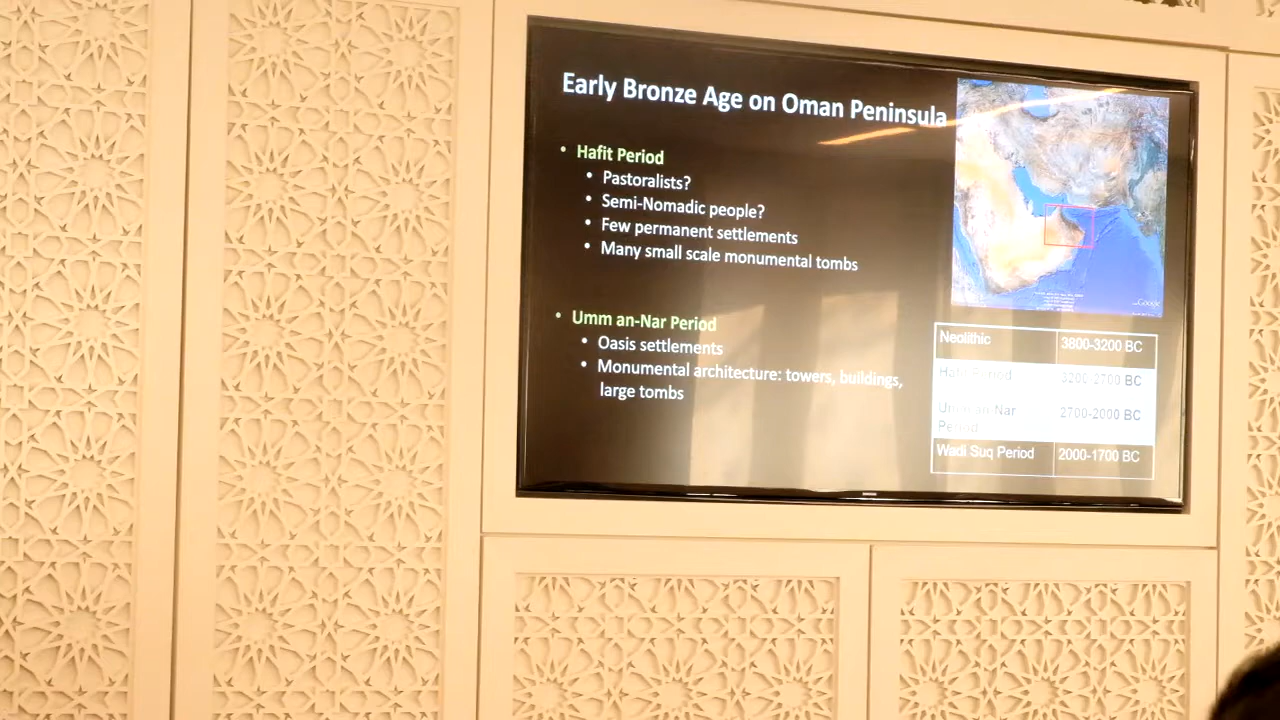 Early Bronze Age on Oman Peninsula
• Hafit Period
• Pastoralists?
• Semi-Nomadic people?
• Few permanent settlements
• Many small scale monumental tombs
• Umm an-Nar Period
• Oasis settlements
• Monumental architecture: towers, buildings,
large tombs
Google
Neolithic 3800-3200 BC
Hafit Period 3200-2700 BC
Umm an-Nar 2700-2000 BC
Period
Wadi Suq Period 2000-1700 BC